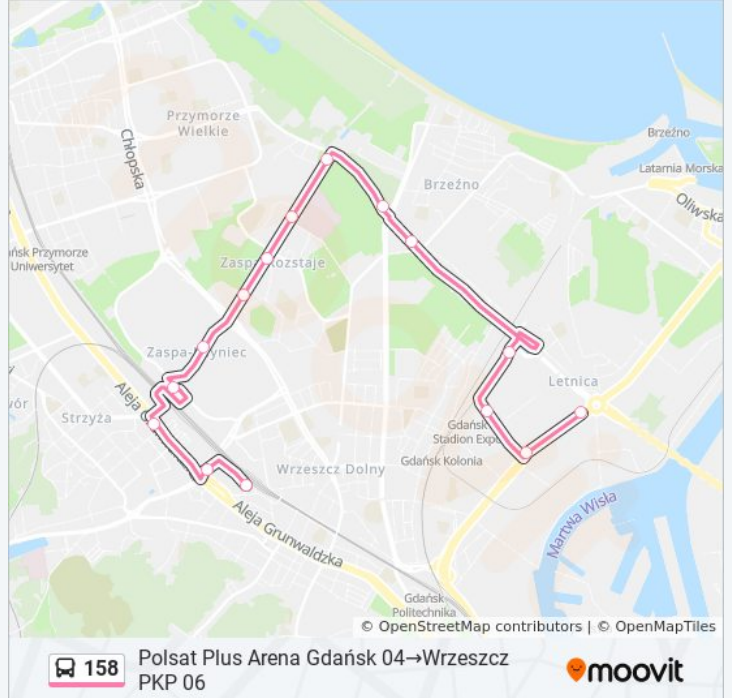 Przymorze
Wielkie
Chłopska
Brzeźno
Latarnia Morska
Brzeźno
Oliwska
ńsk Przymorze
Uniwersytet
Zaspa-Rozstaje
Zaspa-Młyniec
Letnica
Aleja G
wór
Strzyża
Gdańsk
Stadion Expo
Gdańsk Kolonia
Wrzeszcz Dolny
Martwa Wisła
Aleja Grunwaldzka
Gdańsk
Politechnika
© OpenStreetMap contributors | © OpenMapTiles
158
Polsat Plus Arena Gdańsk 04→Wrzeszcz
PKP 06
moovit